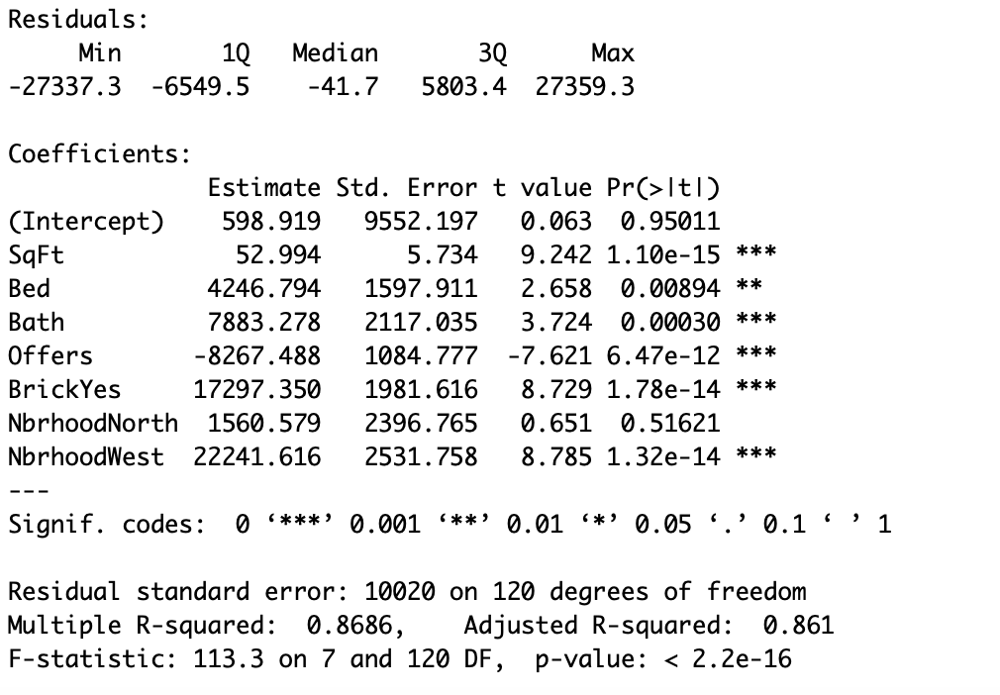 Residuals:
     Min       1Q   Median       3Q      Max
-27337.3  -6549.5    -41.7   5803.4  27359.3

Coefficients:
             Estimate Std. Error t value Pr(>|t|)
(Intercept)    598.919   9552.197   0.063  0.95011
SqFt            52.994      5.734   9.242 1.10e-15 ***
Bed           4246.794   1597.911   2.658  0.00894 **
Bath          7883.278   2117.035   3.724  0.00030 ***
Offers       -8267.488   1084.777  -7.621 6.47e-12 ***
BrickYes     17297.350   1981.616   8.729 1.78e-14 ***
NbrhoodNorth  1560.579   2396.765   0.651  0.51621
NbrhoodWest  22241.616   2531.758   8.785 1.32e-14 ***
---
Signif. codes:  0 ‘***’ 0.001 ‘**’ 0.01 ‘*’ 0.05 ‘.’ 0.1 ‘ ’ 1

Residual standard error: 10020 on 120 degrees of freedom
Multiple R-squared:  0.8686,    Adjusted R-squared:  0.861
F-statistic: 113.3 on 7 and 120 DF,  p-value: < 2.2e-16